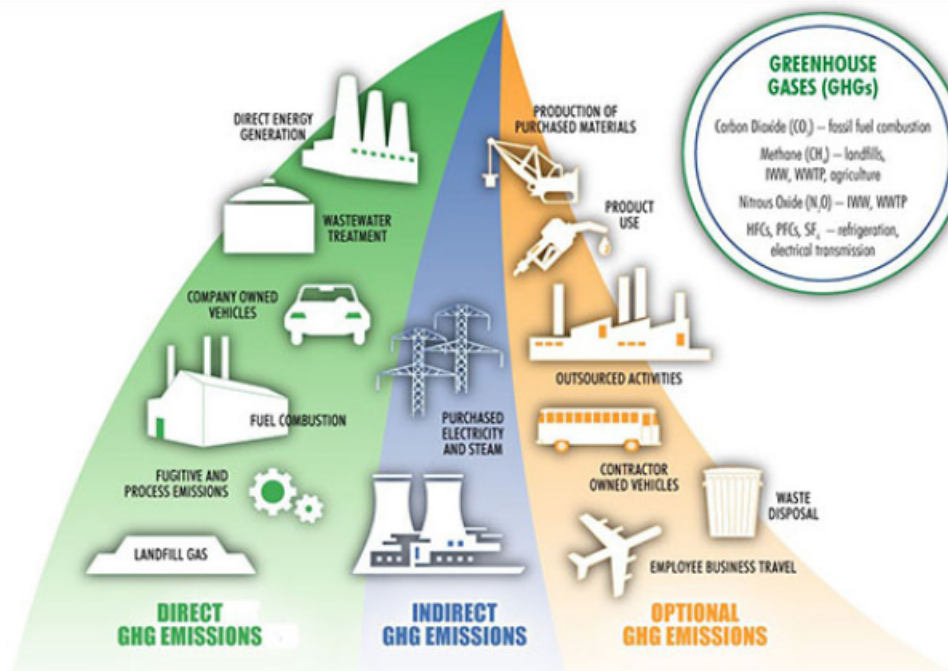 GREENHOUSE
GASES (GHGs)
Carbon Dioxide (CO₂) – fossil fuel combustion
Methane (CH₄) – landfills,
IWW, WWTP, agriculture
Nitrous Oxide (N₂O) – IWW, WWTP
HFCs, PFCs, SF₆ – refrigeration,
electrical transmission
DIRECT ENERGY
GENERATION
WASTEWATER
TREATMENT
COMPANY OWNED
VEHICLES
FUEL COMBUSTION
FUGITIVE AND
PROCESS EMISSIONS
LANDFILL GAS
DIRECT
GHG EMISSIONS
PURCHASED
ELECTRICITY
AND STEAM
INDIRECT
GHG EMISSIONS
PRODUCTION OF
PURCHASED MATERIALS
PRODUCT
USE
OUTSOURCED ACTIVITIES
CONTRACTOR
OWNED VEHICLES
WASTE
DISPOSAL
EMPLOYEE BUSINESS TRAVEL
OPTIONAL
GHG EMISSIONS